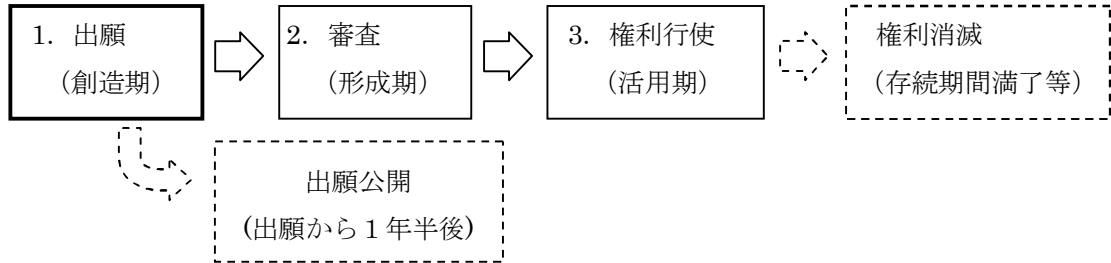 1. 出願
(創造期)
2. 審査
(形成期)
3. 権利行使
(活用期)
権利消滅
(存続期間満了等)
出願公開
(出願から１年半後)